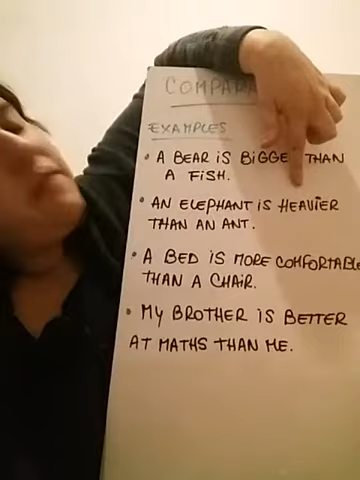 COMPARA
EXAMPLES
• A BEAR IS BIGGE THAN
A FISH.
• AN ELEPHANT IS HEAVIER
THAN AN ANT.
• A BED IS MORE COMFORTABLE
THAN A CHAIR.
• MY BROTHER IS BETTER
AT MATHS THAN ME.